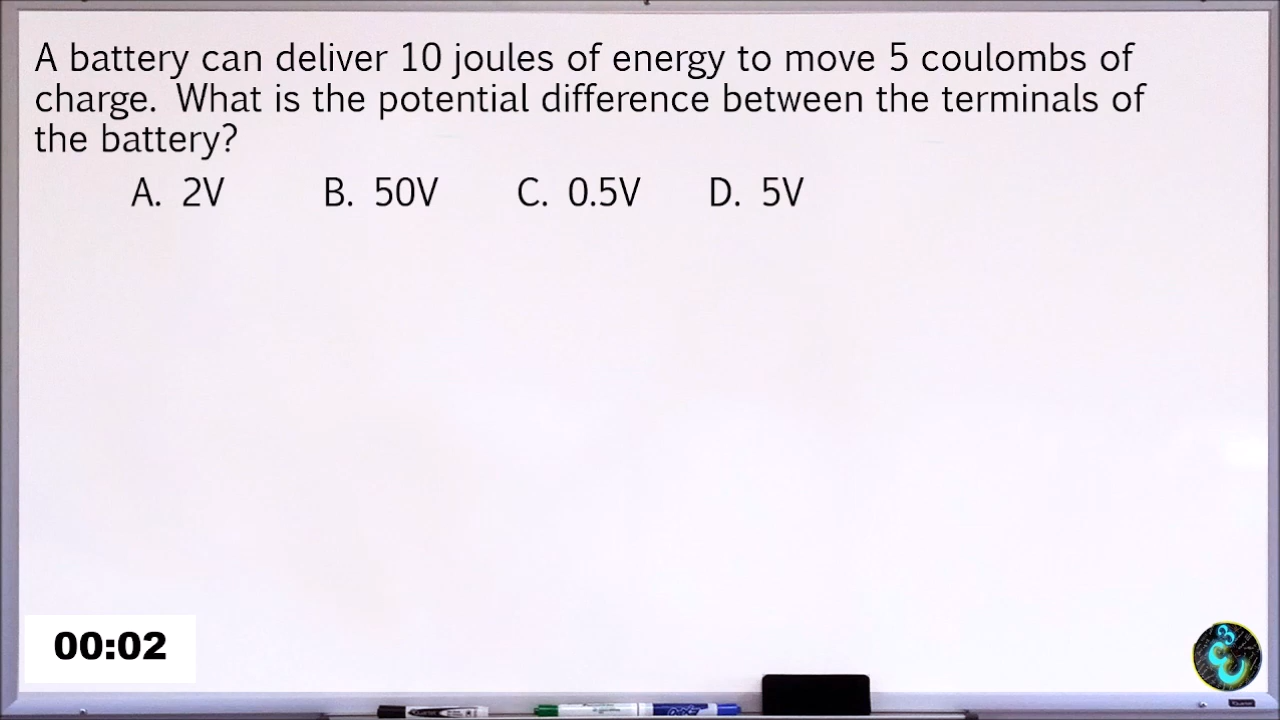 A battery can deliver 10 joules of energy to move 5 coulombs of
charge. What is the potential difference between the terminals of
the battery?
A. 2V B. 50V C. 0.5V D. 5V
00:02